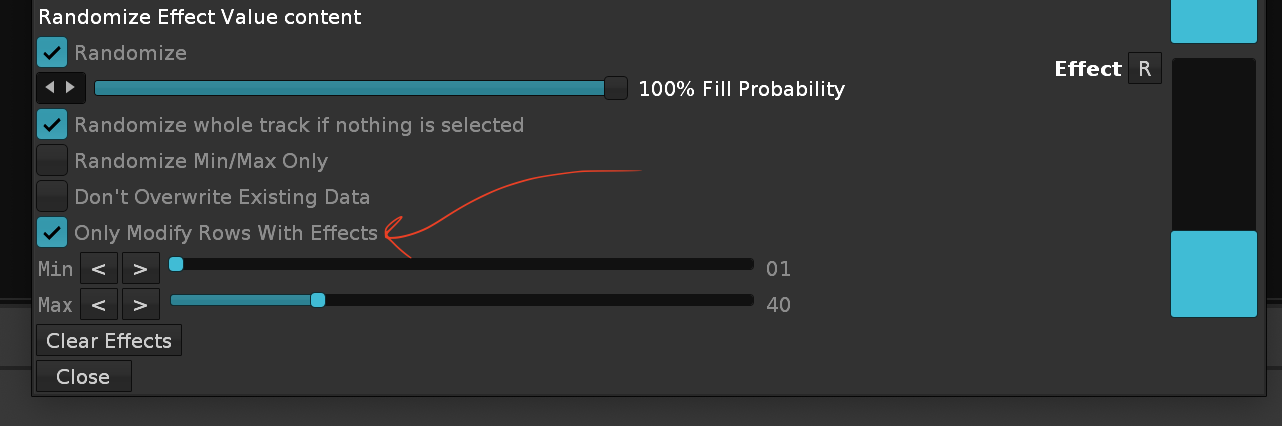 Randomize Effect Value content
Randomize
Effect R
100% Fill Probability
Randomize whole track if nothing is selected
Randomize Min/Max Only
Don't Overwrite Existing Data
Only Modify Rows With Effects
Min < > 01
Max < > 40
Clear Effects
Close